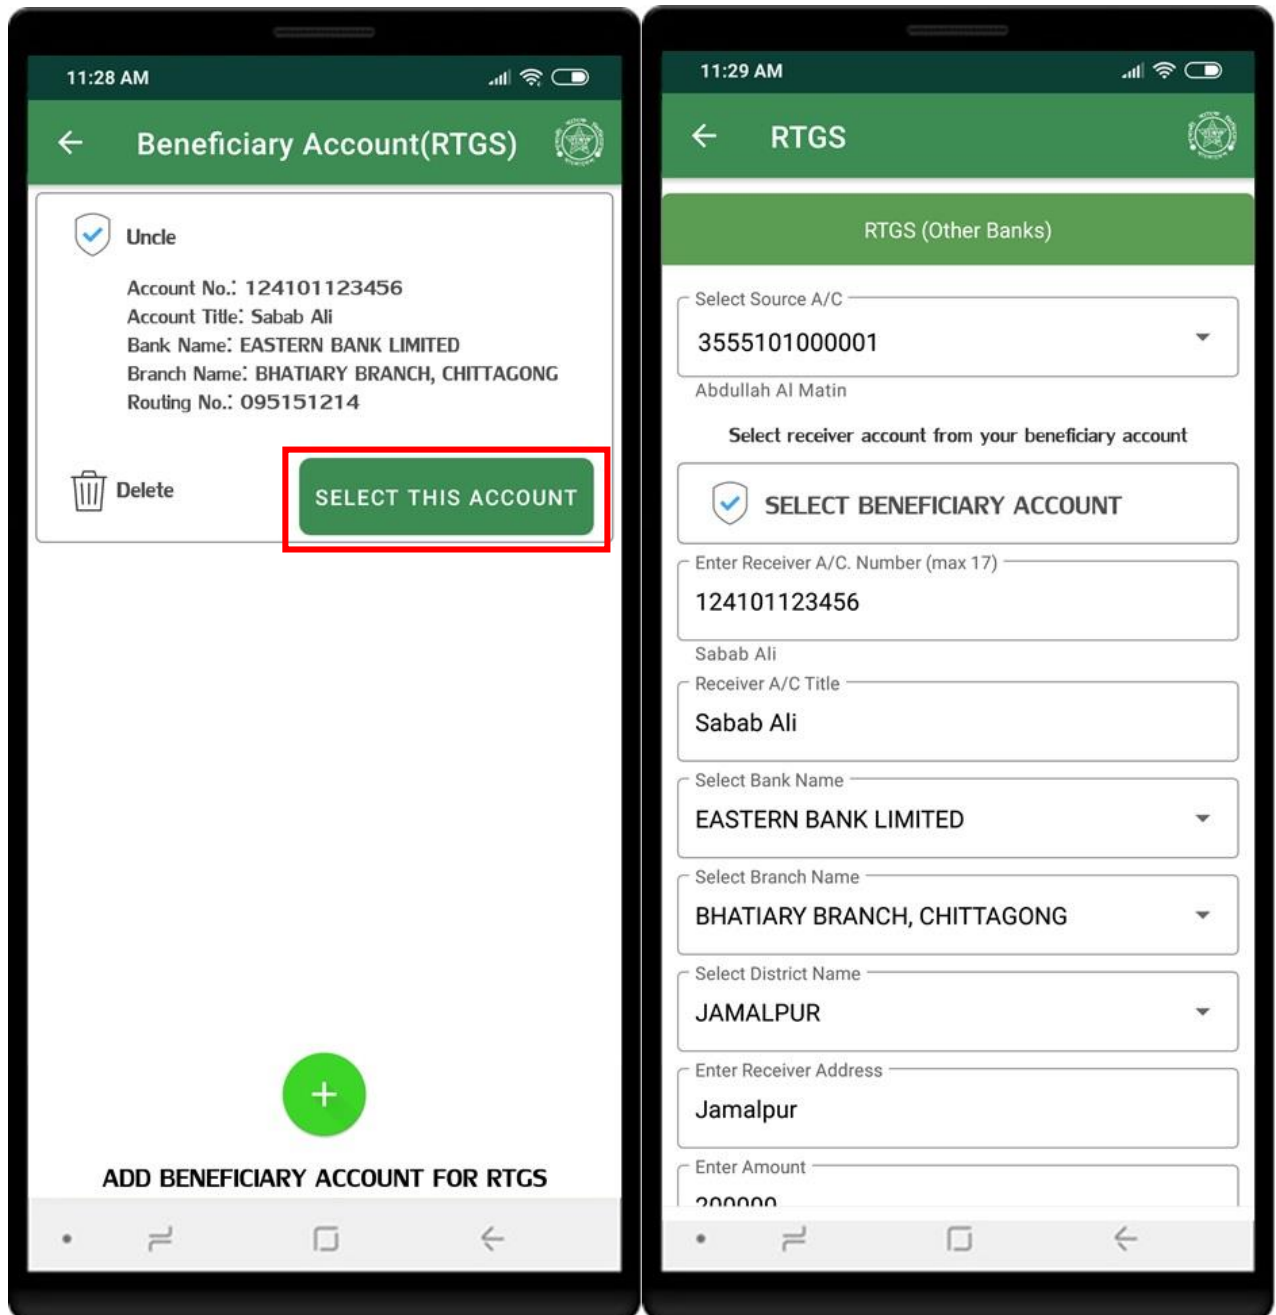 11:28 AM
Beneficiary Account(RTGS)
Uncle
Account No.: 124101123456
Account Title: Sabab Ali
Bank Name: EASTERN BANK LIMITED
Branch Name: BHATIARY BRANCH, CHITTAGONG
Routing No.: 095151214
Delete
SELECT THIS ACCOUNT
ADD BENEFICIARY ACCOUNT FOR RTGS
11:29 AM
RTGS
RTGS (Other Banks)
Select Source A/C
3555101000001
Abdullah Al Matin
Select receiver account from your beneficiary account
SELECT BENEFICIARY ACCOUNT
Enter Receiver A/C. Number (max 17)
124101123456
Sabab Ali
Receiver A/C Title
Sabab Ali
Select Bank Name
EASTERN BANK LIMITED
Select Branch Name
BHATIARY BRANCH, CHITTAGONG
Select District Name
JAMALPUR
Enter Receiver Address
Jamalpur
Enter Amount
200000